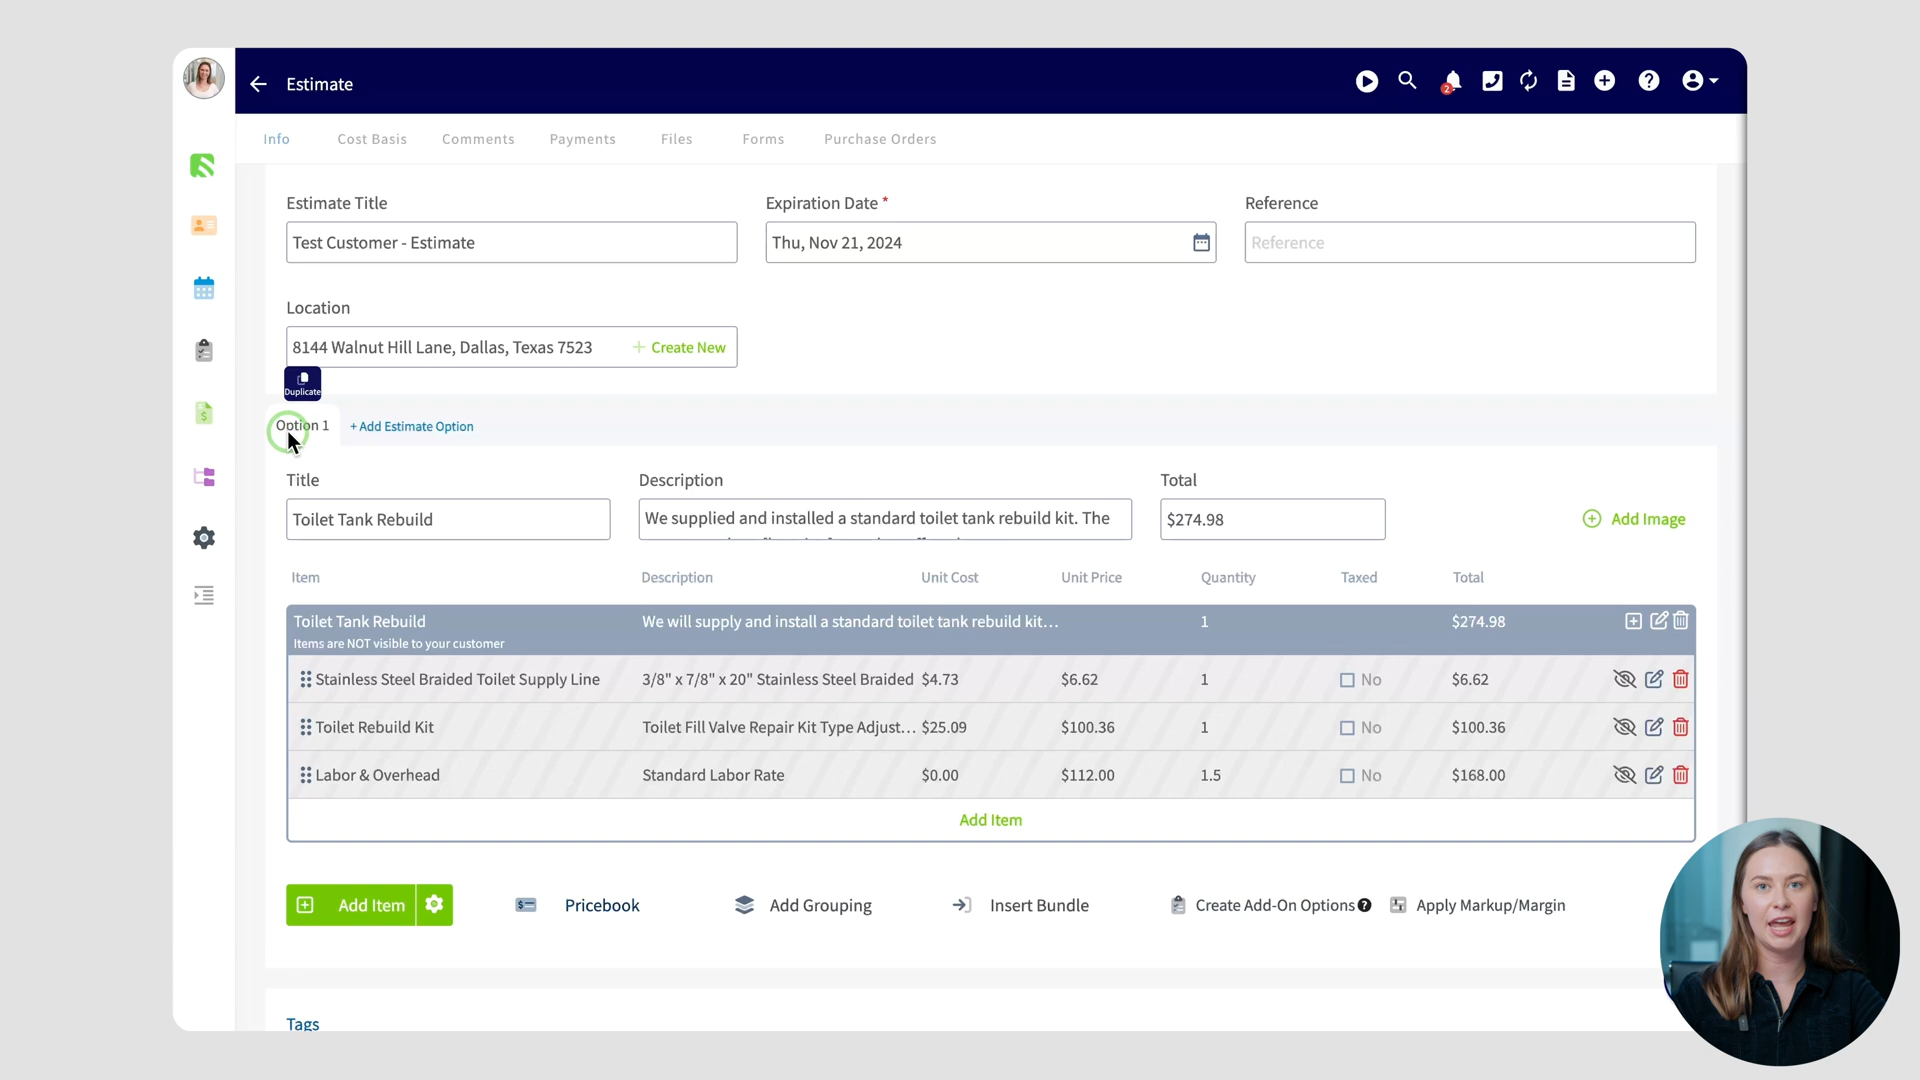 Estimate
2
Info Cost Basis Comments Payments Files Forms Purchase Orders
Estimate Title Expiration Date * Reference
Test Customer - Estimate Thu, Nov 21, 2024 Reference
Location
8144 Walnut Hill Lane, Dallas, Texas 7523 + Create New
Duplicate
Option 1 + Add Estimate Option
Title Description Total
Toilet Tank Rebuild We supplied and installed a standard toilet tank rebuild kit. The $274.98 Add Image
Item Description Unit Cost Unit Price Quantity Taxed Total
Toilet Tank Rebuild We will supply and install a standard toilet tank rebuild kit... 1 $274.98
Items are NOT visible to your customer
Stainless Steel Braided Toilet Supply Line 3/8" x 7/8" x 20" Stainless Steel Braided $4.73 $6.62 1 No $6.62
Toilet Rebuild Kit Toilet Fill Valve Repair Kit Type Adjust... $25.09 $100.36 1 No $100.36
Labor & Overhead Standard Labor Rate $0.00 $112.00 1.5 No $168.00
Add Item
Add Item Pricebook Add Grouping Insert Bundle Create Add-On Options ? Apply Markup/Margin
Tags